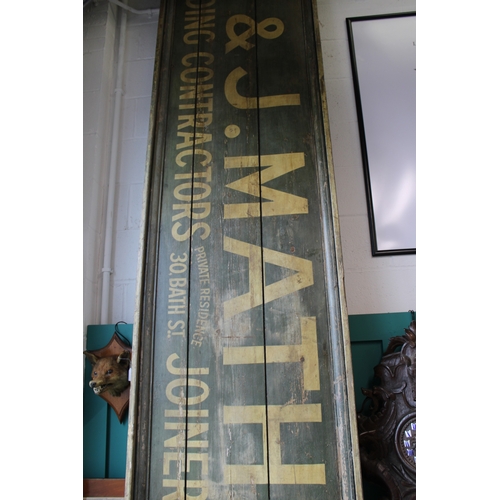 & J. MATH
DING CONTRACTORS
PRIVATE RESIDENCE
30, BATH ST.
JOINER